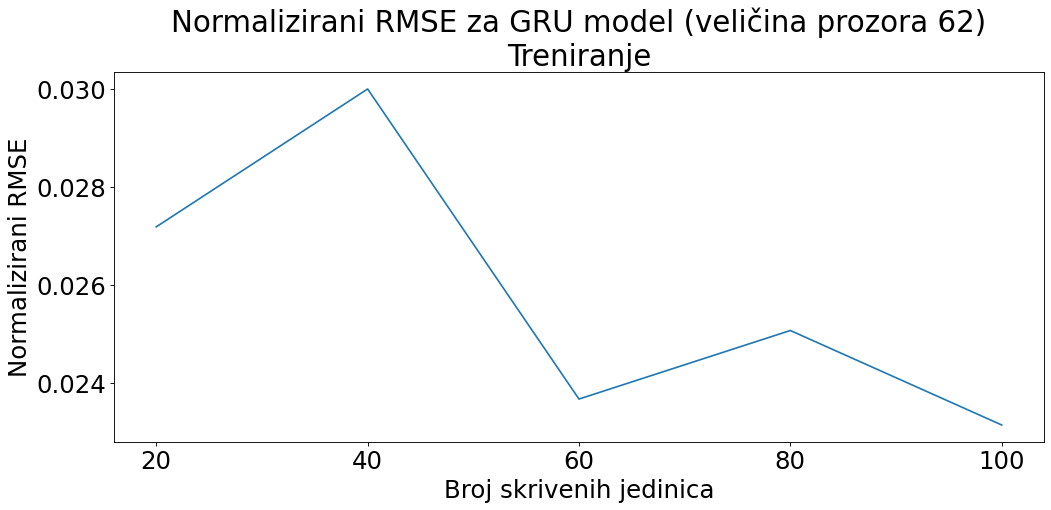 Normalizirani RMSE za GRU model (veličina prozora 62)
Treniranje
Normalizirani RMSE
0.030
0.028
0.026
0.024
20 40 60 80 100
Broj skrivenih jedinica